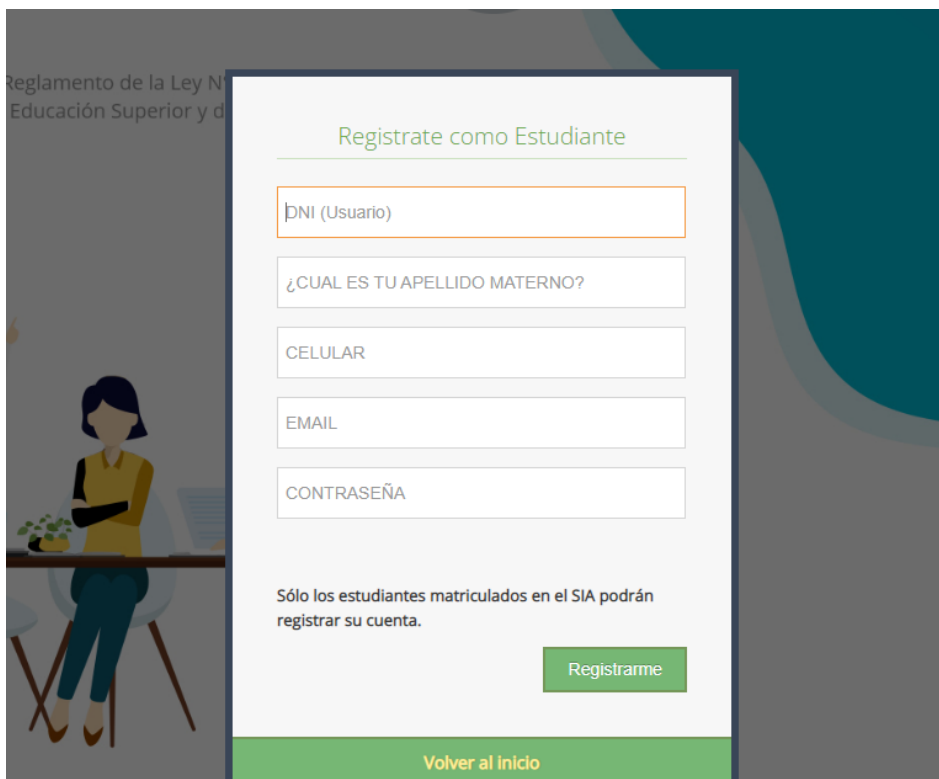 Reglamento de la Ley N°
Educación Superior y d
Registrate como Estudiante
DNI (Usuario)
¿CUAL ES TU APELLIDO MATERNO?
CELULAR
EMAIL
CONTRASEÑA
Sólo los estudiantes matriculados en el SIA podrán
registrar su cuenta.
Registrarme
Volver al inicio